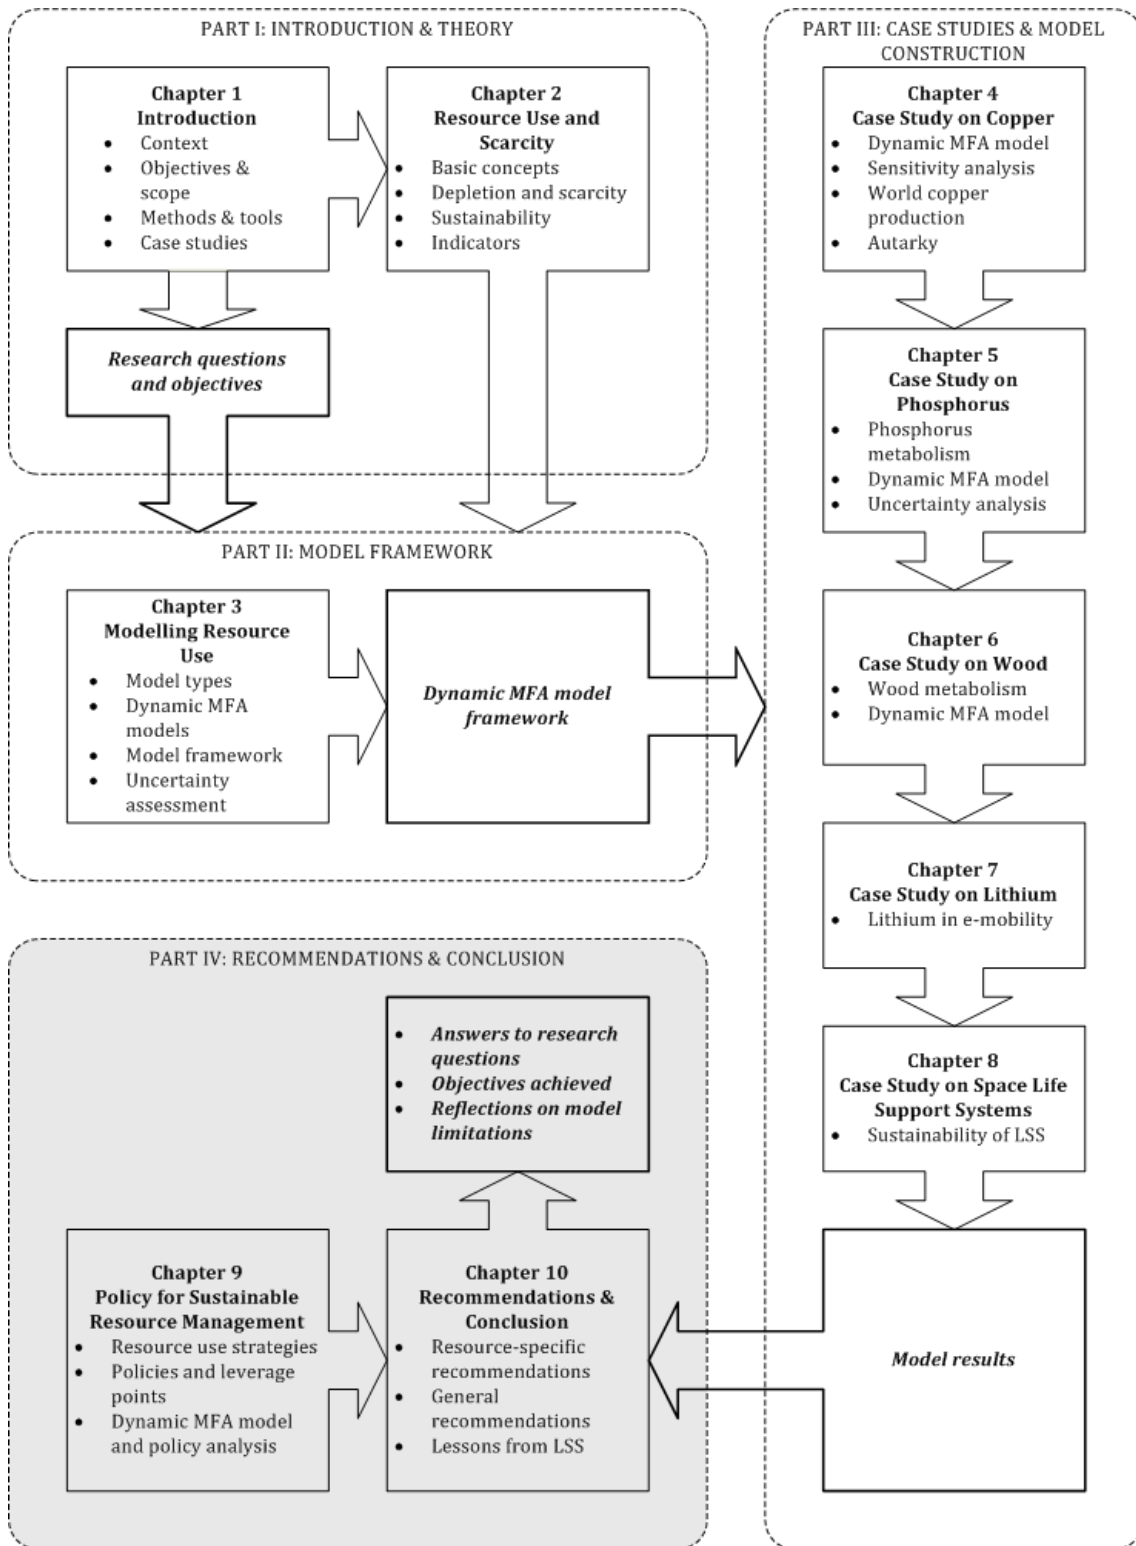 PART I: INTRODUCTION & THEORY
Chapter 1
Introduction
• Context
• Objectives &
scope
• Methods & tools
• Case studies
Chapter 2
Resource Use and
Scarcity
• Basic concepts
• Depletion and scarcity
• Sustainability
• Indicators
Research questions
and objectives
PART II: MODEL FRAMEWORK
Chapter 3
Modelling Resource
Use
• Model types
• Dynamic MFA
models
• Model framework
• Uncertainty
assessment
Dynamic MFA model
framework
PART III: CASE STUDIES & MODEL
CONSTRUCTION
Chapter 4
Case Study on Copper
• Dynamic MFA model
• Sensitivity analysis
• World copper
production
• Autarky
Chapter 5
Case Study on
Phosphorus
• Phosphorus
metabolism
• Dynamic MFA model
• Uncertainty analysis
Chapter 6
Case Study on Wood
• Wood metabolism
• Dynamic MFA model
Chapter 7
Case Study on Lithium
• Lithium in e-mobility
Chapter 8
Case Study on Space Life
Support Systems
• Sustainability of LSS
Model results
PART IV: RECOMMENDATIONS & CONCLUSION
• Answers to research
questions
• Objectives achieved
• Reflections on model
limitations
Chapter 9
Policy for Sustainable
Resource Management
• Resource use strategies
• Policies and leverage
points
• Dynamic MFA model
and policy analysis
Chapter 10
Recommendations &
Conclusion
• Resource-specific
recommendations
• General
recommendations
• Lessons from LSS